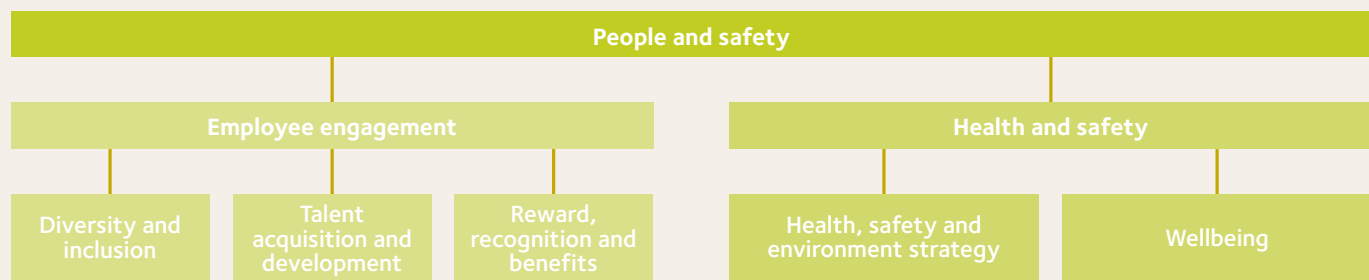 People and safety
Employee engagement
Health and safety
Diversity and
inclusion
Talent
acquisition and
development
Reward,
recognition and
benefits
Health, safety and
environment strategy
Wellbeing